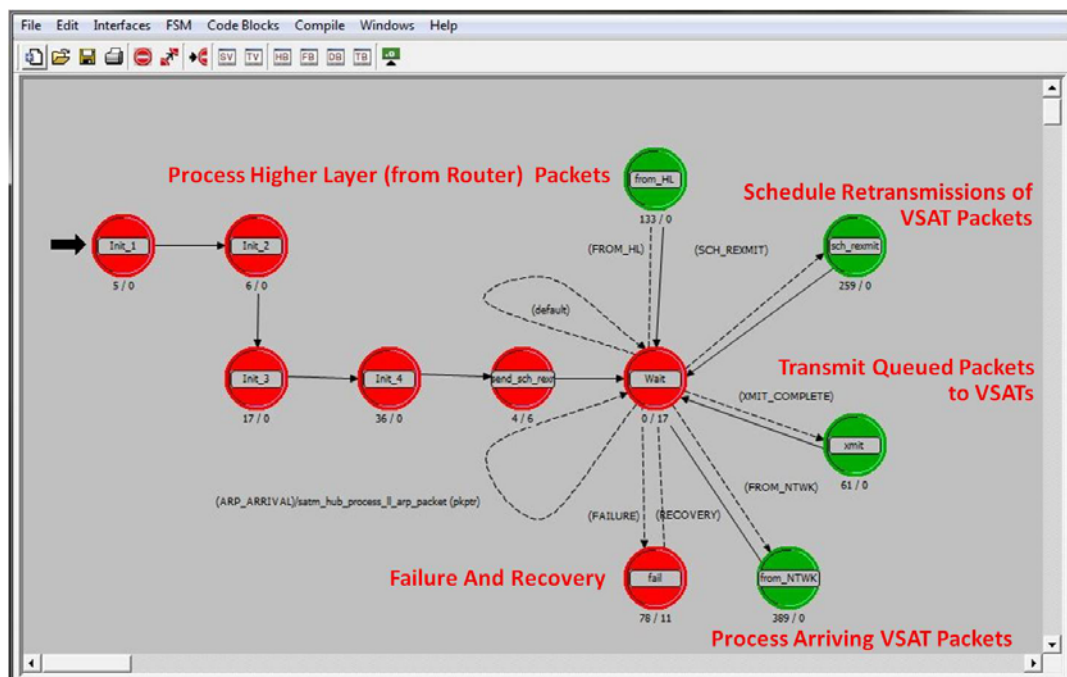 File Edit Interfaces FSM Code Blocks Compile Windows Help
SV TV HB FB DB TB
Process Higher Layer (from Router) Packets
from_HL
133 / 0
Schedule Retransmissions of
VSAT Packets
Init_1
5 / 0
Init_2
6 / 0
(FROM_HL)
(SCH_REXMIT)
sch_rexmit
259 / 0
(default)
Init_3
17 / 0
Init_4
36 / 0
send_sch_rexm
4 / 6
Wait
0 / 17
Transmit Queued Packets
to VSATs
(XMIT_COMPLETE)
xmit
61 / 0
(ARP_ARRIVAL)/satm_hub_process_ll_arp_packet (pkptr)
(FROM_NTWK)
(FAILURE)
(RECOVERY)
Failure And Recovery
fail
78 / 11
from_NTWK
389 / 0
Process Arriving VSAT Packets